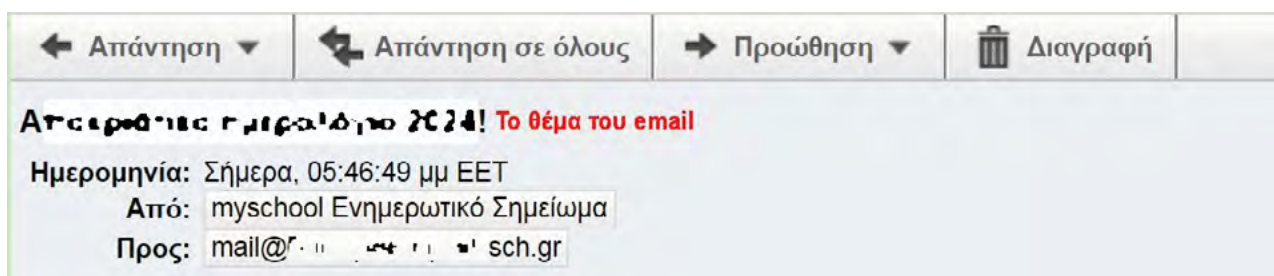 Απάντηση Απάντηση σε όλους Προώθηση Διαγραφή
2024! Το θέμα του email
Ημερομηνία: Σήμερα, 05:46:49 μμ EET
Από: myschool Ενημερωτικό Σημείωμα
Προς: mail@ sch.gr